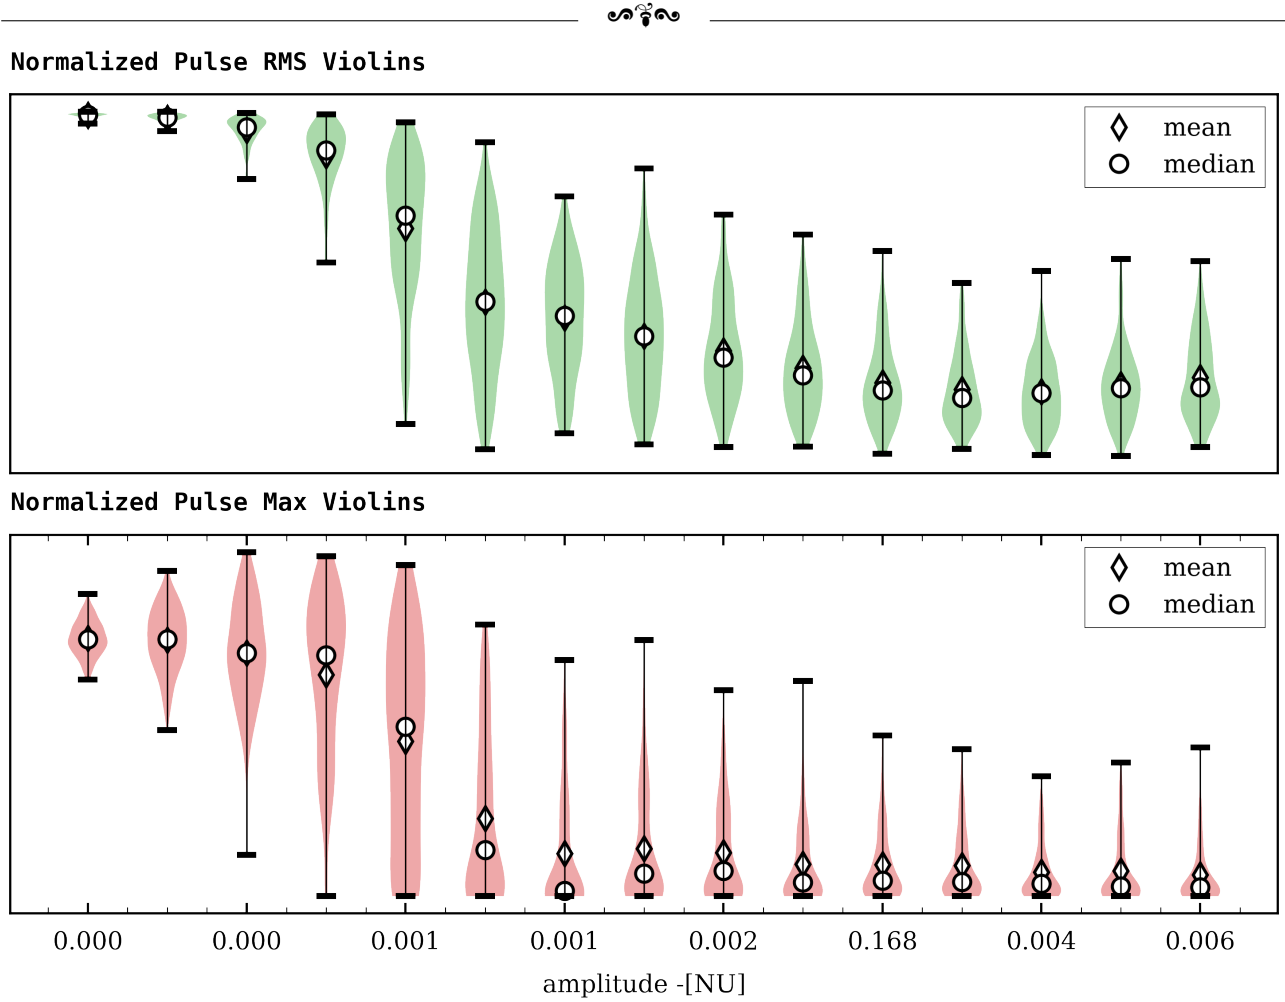 Normalized Pulse RMS Violins
mean
median
Normalized Pulse Max Violins
mean
median
0.000 0.000 0.001 0.001 0.002 0.168 0.004 0.006
amplitude -[NU]